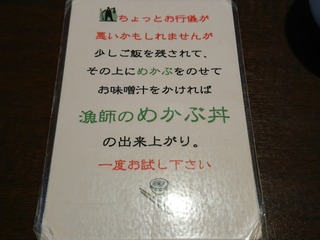 ちょっとお行儀が
悪いかもしれませんが
少しご飯を残されて、
その上にめかぶをのせて
お味噌汁をかければ
漁師のめかぶ丼
の出来上がり。
一度お試し下さい